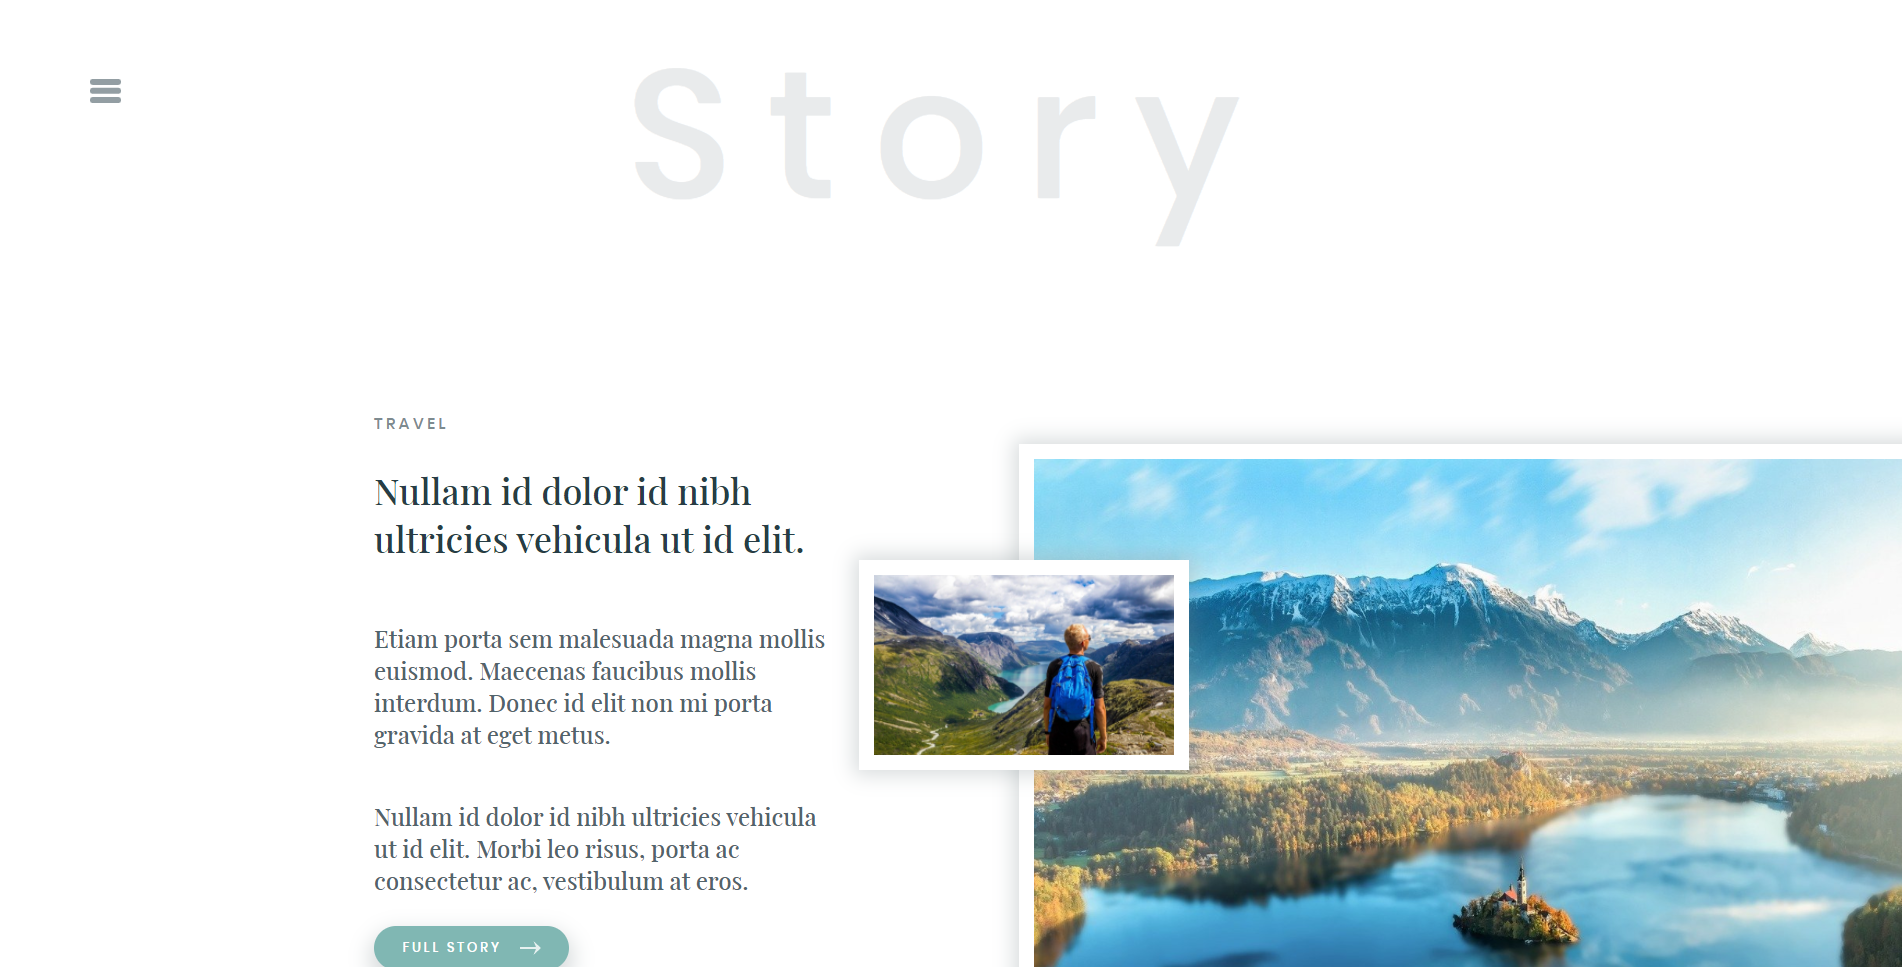 Story
TRAVEL
Nullam id dolor id nibh
ultricies vehicula ut id elit.
Etiam porta sem malesuada magna mollis
euismod. Maecenas faucibus mollis
interdum. Donec id elit non mi porta
gravida at eget metus.
Nullam id dolor id nibh ultricies vehicula
ut id elit. Morbi leo risus, porta ac
consectetur ac, vestibulum at eros.
FULL STORY